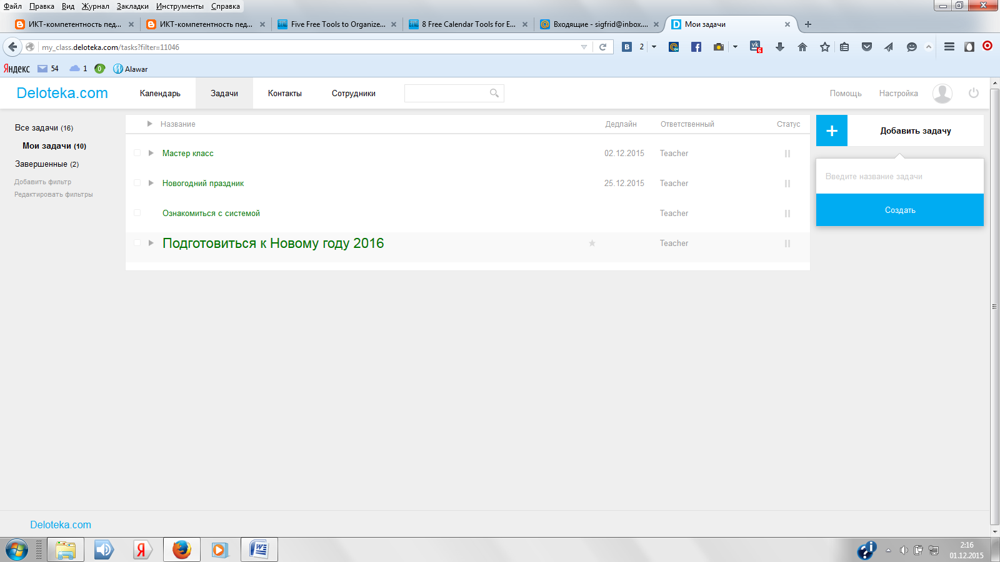 Файл Правка Вид Журнал Закладки Инструменты Справка
ИКТ-компетентность пед... ИКТ-компетентность пед... Five Free Tools to Organize... 8 Free Calendar Tools for E... Входящие - sigfrid@inbox.... Мои задачи
my_class.deloteka.com/tasks?filter=11046 2
6
Яндекс 54 1 0 Alawar
Deloteka.com Календарь Задачи Контакты Сотрудники Помощь Настройка
Все задачи (16)
Мои задачи (10)
Завершенные (2)
Добавить фильтр
Редактировать фильтры
Название Дедлайн Ответственный Статус
Мастер класс 02.12.2015 Teacher
Новогодний праздник 25.12.2015 Teacher
Ознакомиться с системой Teacher
Подготовиться к Новому году 2016 Teacher
+ Добавить задачу
Введите название задачи
Создать
Deloteka.com
2:16
01.12.2015